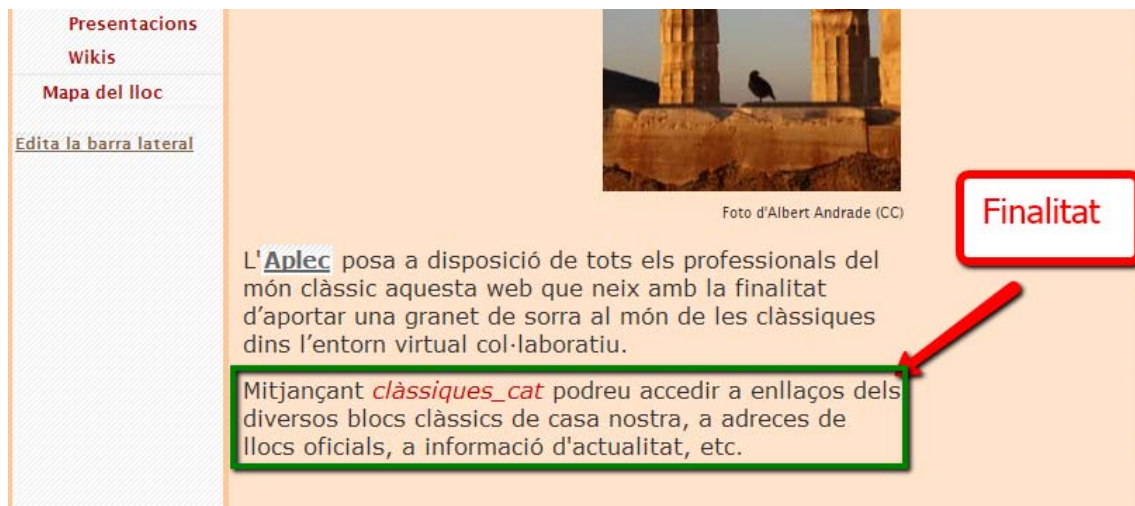 Presentacions
Wikis
Mapa del lloc
Edita la barra lateral
Foto d'Albert Andrade (CC)
Finalitat
L'Aplec posa a disposició de tots els professionals del
món clàssic aquesta web que neix amb la finalitat
d’aportar una granet de sorra al món de les clàssiques
dins l’entorn virtual col·laboratiu.
Mitjançant clàssiques_cat podreu accedir a enllaços dels
diversos blocs clàssics de casa nostra, a adreces de
llocs oficials, a informació d'actualitat, etc.